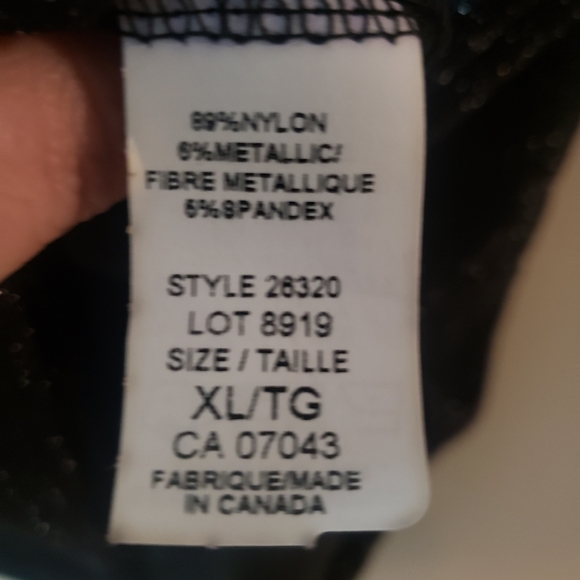 89%NYLON
6%METALLIC/
FIBRE METALLIQUE
5%SPANDEX
STYLE 26320
LOT 8919
SIZE / TAILLE
XL/TG
CA 07043
FABRIQUE/MADE
IN CANADA